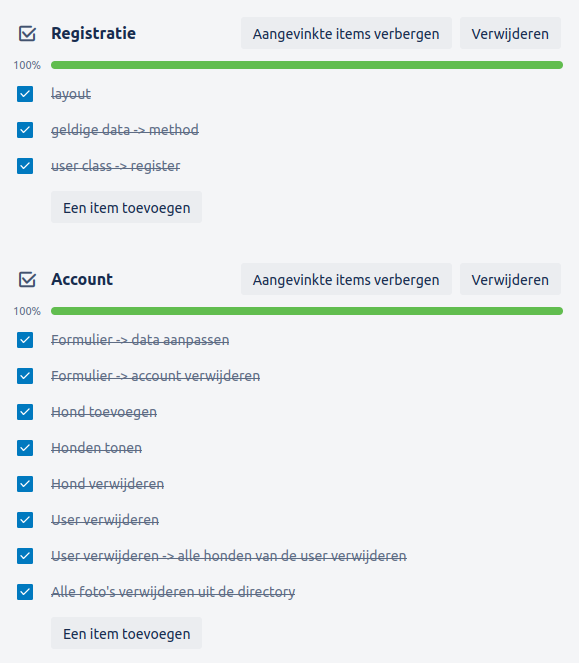 Registratie Aangevinkte items verbergen Verwijderen
100%
layout
geldige data -> method
user class -> register
Een item toevoegen
Account Aangevinkte items verbergen Verwijderen
100%
Formulier -> data aanpassen
Formulier -> account verwijderen
Hond toevoegen
Honden tonen
Hond verwijderen
User verwijderen
User verwijderen -> alle honden van de user verwijderen
Alle foto's verwijderen uit de directory
Een item toevoegen